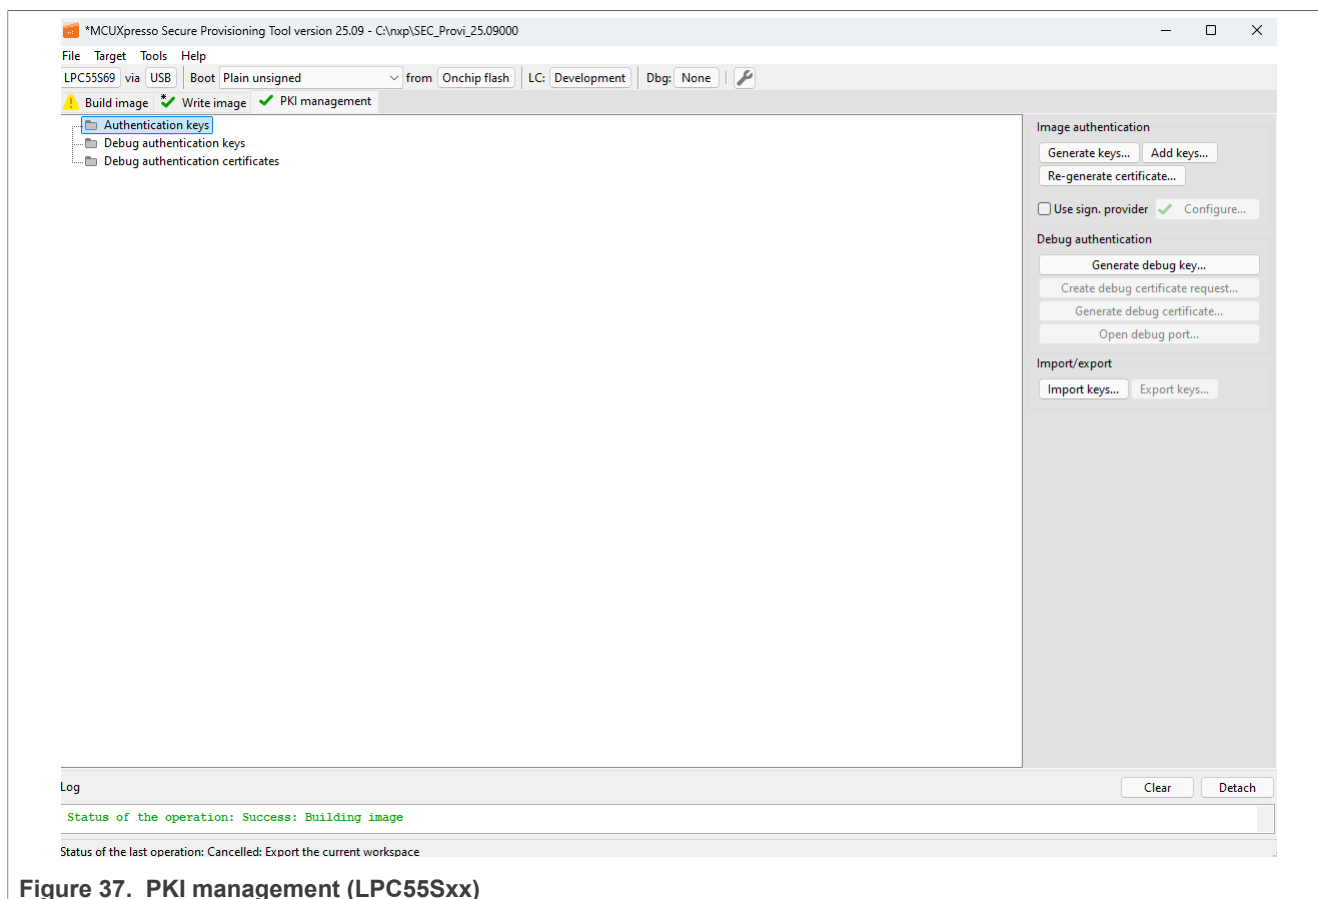 *MCUXpresso Secure Provisioning Tool version 25.09 - C:\nxp\SEC_Provi_25.09000
File Target Tools Help
LPC55S69 via USB Boot Plain unsigned from Onchip flash LC: Development Dbg: None
Build image * Write image PKI management
Authentication keys
Debug authentication keys
Debug authentication certificates
Image authentication
Generate keys... Add keys...
Re-generate certificate...
Use sign. provider Configure...
Debug authentication
Generate debug key...
Create debug certificate request...
Generate debug certificate...
Open debug port...
Import/export
Import keys... Export keys...
Log Clear Detach
Status of the operation: Success: Building image
Status of the last operation: Cancelled: Export the current workspace
Figure 37. PKI management (LPC55Sxx)